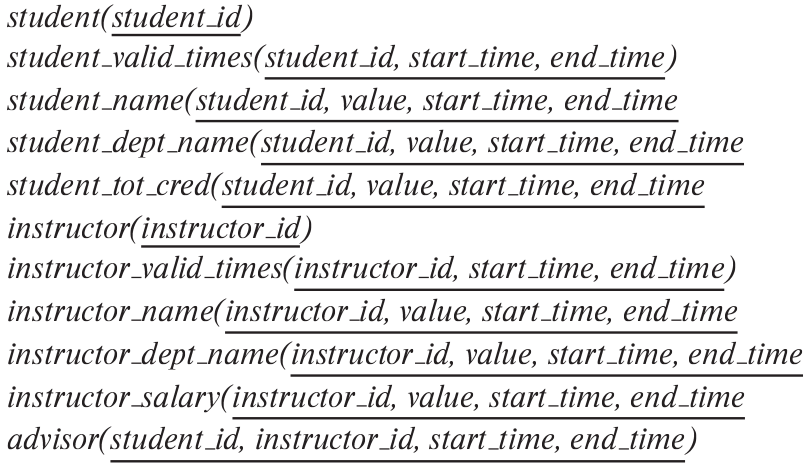 student(student_id)
student_valid_times(student_id, start_time, end_time)
student_name(student_id, value, start_time, end_time
student_dept_name(student_id, value, start_time, end_time
student_tot_cred(student_id, value, start_time, end_time
instructor(instructor_id)
instructor_valid_times(instructor_id, start_time, end_time)
instructor_name(instructor_id, value, start_time, end_time
instructor_dept_name(instructor_id, value, start_time, end_time
instructor_salary(instructor_id, value, start_time, end_time
advisor(student_id, instructor_id, start_time, end_time)